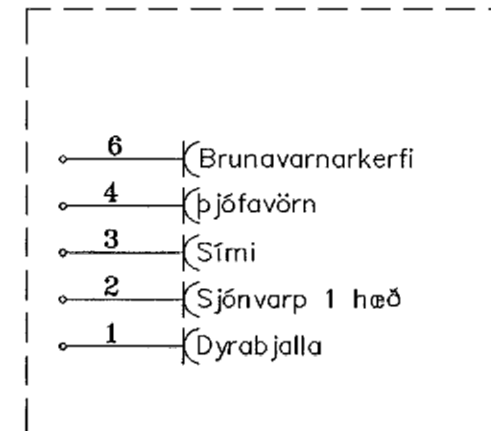 6 Brunavarnarkerfi
4 þjófavörn
3 Sími
2 Sjónvarp 1 hæð
1 Dyrabjalla